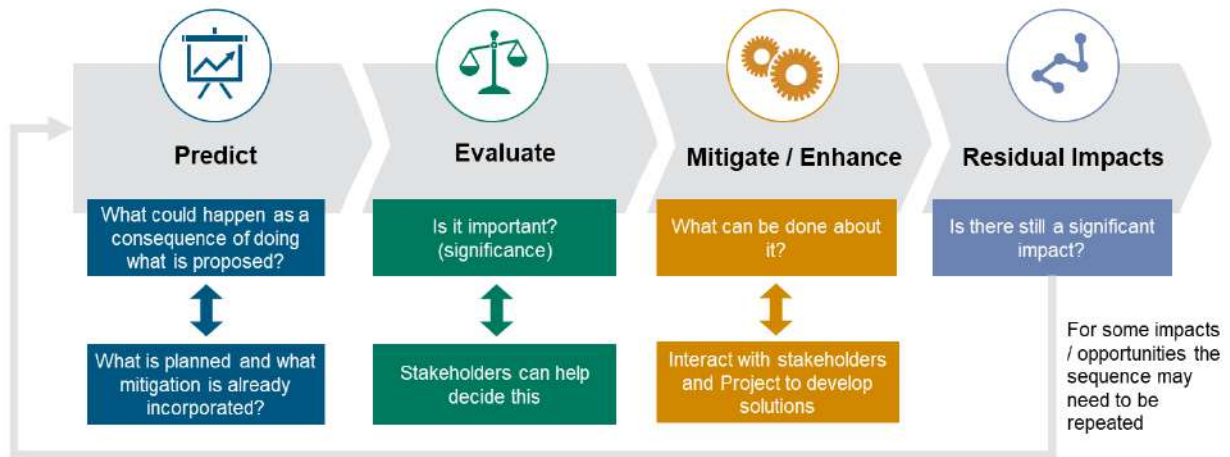 Predict
Evaluate
Mitigate / Enhance
Residual Impacts
What could happen as a
consequence of doing
what is proposed?
Is it important?
(significance)
What can be done about
it?
Is there still a significant
impact?
What is planned and what
mitigation is already
incorporated?
Stakeholders can help
decide this
Interact with stakeholders
and Project to develop
solutions
For some impacts
/ opportunities the
sequence may
need to be
repeated